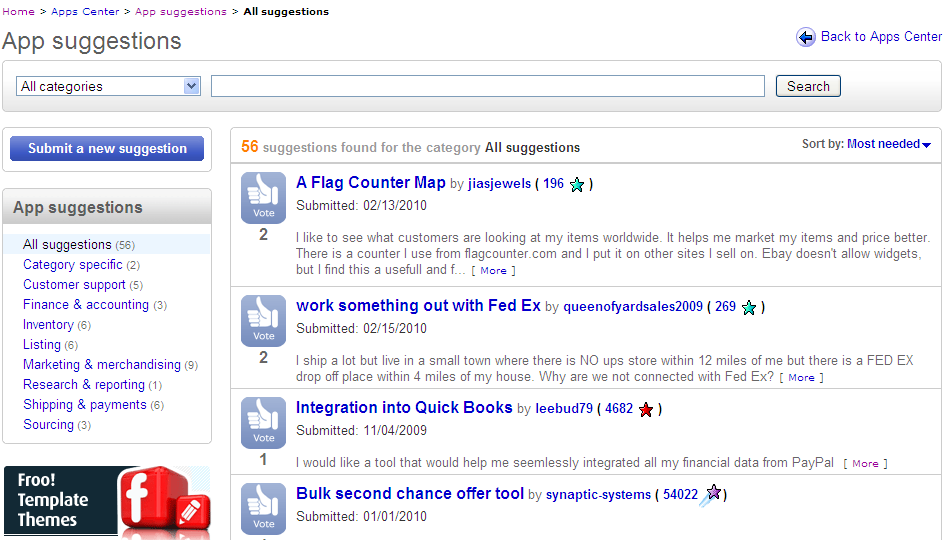 Home > Apps Center > App suggestions > All suggestions
App suggestions
Back to Apps Center
All categories
Search
Submit a new suggestion
App suggestions
All suggestions (56)
Category specific (2)
Customer support (5)
Finance & accounting (3)
Inventory (6)
Listing (6)
Marketing & merchandising (9)
Research & reporting (1)
Shipping & payments (6)
Sourcing (3)
Froo!
Template
Themes
f
56 suggestions found for the category All suggestions
Sort by: Most needed
Vote
2
A Flag Counter Map by jiasjewels ( 196 )
Submitted: 02/13/2010
I like to see what customers are looking at my items worldwide. It helps me market my items and price better.
There is a counter I use from flagcounter.com and I put it on other sites I sell on. Ebay doesn't allow widgets,
but I find this a usefull and f... [ More ]
Vote
2
work something out with Fed Ex by queenofyardsales2009 ( 269 )
Submitted: 02/15/2010
I ship a lot but live in a small town where there is NO ups store within 12 miles of me but there is a FED EX
drop off place within 4 miles of my house. Why are we not connected with Fed Ex? [ More ]
Vote
1
Integration into Quick Books by leebud79 ( 4682 )
Submitted: 11/04/2009
I would like a tool that would help me seemlessly integrated all my financial data from PayPal [ More ]
Vote
Bulk second chance offer tool by synaptic-systems ( 54022 )
Submitted: 01/01/2010